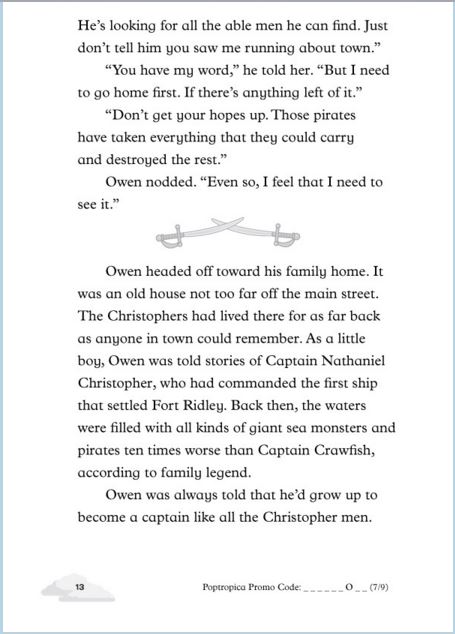 He's looking for all the able men he can find. Just
don't tell him you saw me running about town."
"You have my word," he told her. "But I need
to go home first. If there's anything left of it."
"Don't get your hopes up. Those pirates
have taken everything that they could carry
and destroyed the rest."
Owen nodded. "Even so, I feel that I need to
see it."
Owen headed off toward his family home. It
was an old house not too far off the main street.
The Christophers had lived there for as far back
as anyone in town could remember. As a little
boy, Owen was told stories of Captain Nathaniel
Christopher, who had commanded the first ship
that settled Fort Ridley. Back then, the waters
were filled with all kinds of giant sea monsters and
pirates ten times worse than Captain Crawfish,
according to family legend.
Owen was always told that he'd grow up to
become a captain like all the Christopher men.
13 Poptropica Promo Code: _ _ _ _ _ _ O _ _ (7/9)